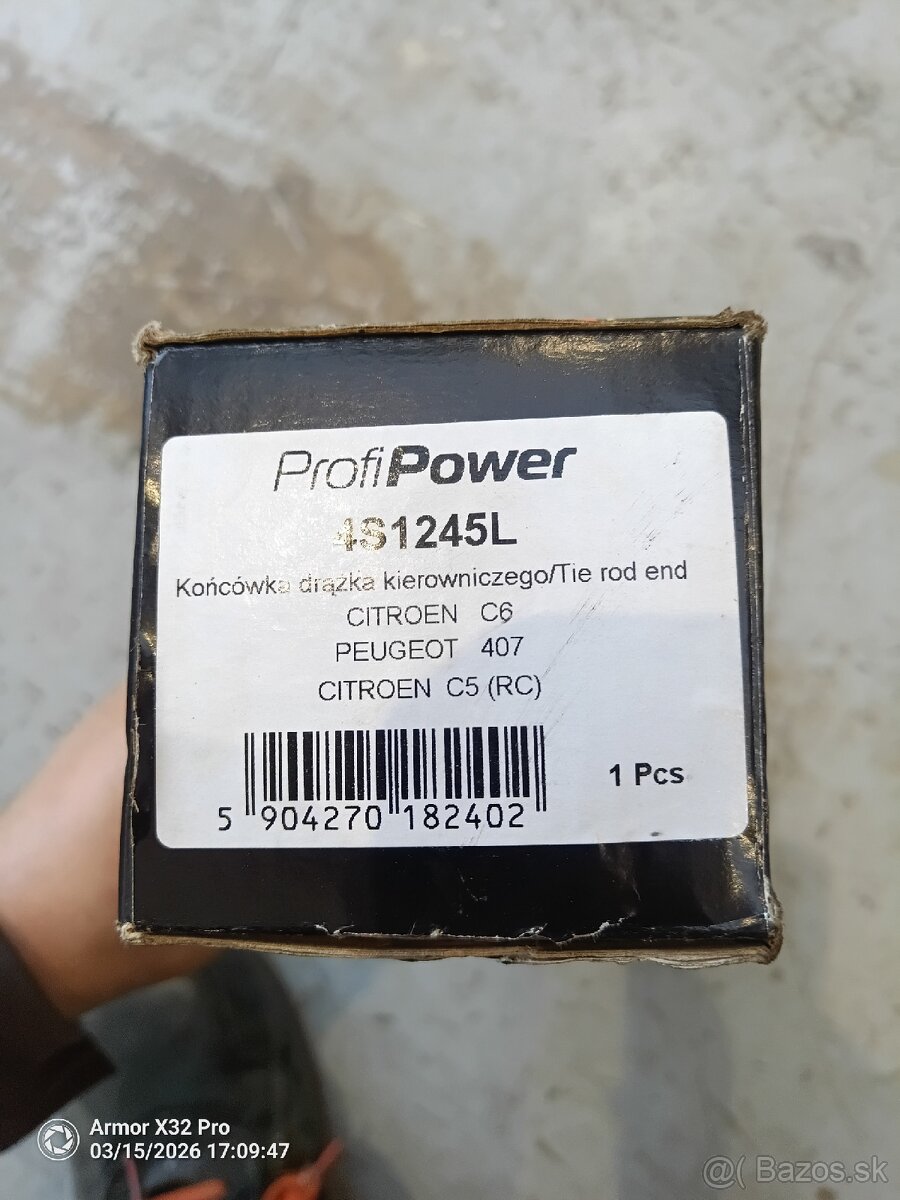 ProfiPower
4S1245L
Końcówka drążka kierowniczego/Tie rod end
CITROEN C6
PEUGEOT 407
CITROEN C5 (RC)
1 Pcs
5 904270 182402
Armor X32 Pro
03/15/2026 17:09:47
@( Bazos.sk